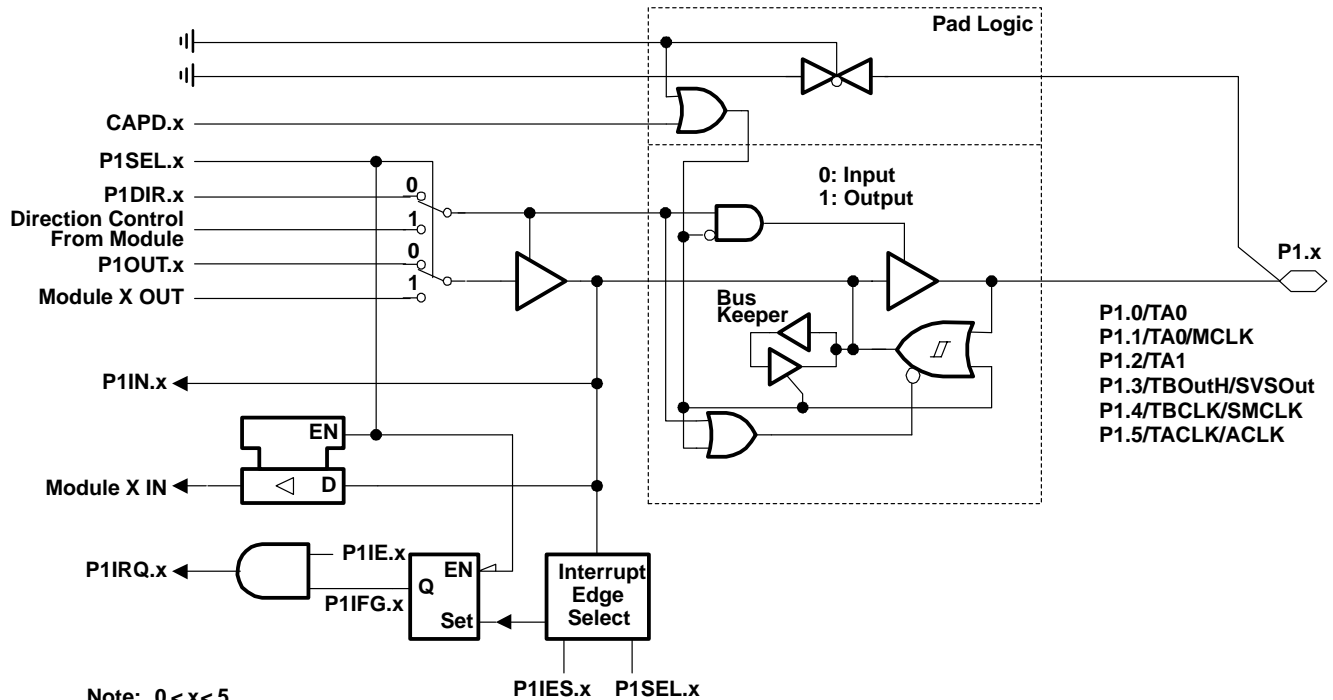 Pad Logic
CAPD.x
P1SEL.x
P1DIR.x
0
Direction Control
From Module
1
P1OUT.x
0
Module X OUT
1
0: Input
1: Output
P1.x
Bus
Keeper
P1.0/TA0
P1.1/TA0/MCLK
P1.2/TA1
P1.3/TBOutH/SVSOut
P1.4/TBCLK/SMCLK
P1.5/TACLK/ACLK
P1IN.x
EN
Module X IN
D
P1IRQ.x
P1IE.x
P1IFG.x
EN
Q
Set
Interrupt
Edge
Select
P1IES.x P1SEL.x
Note: 0 < x < 5